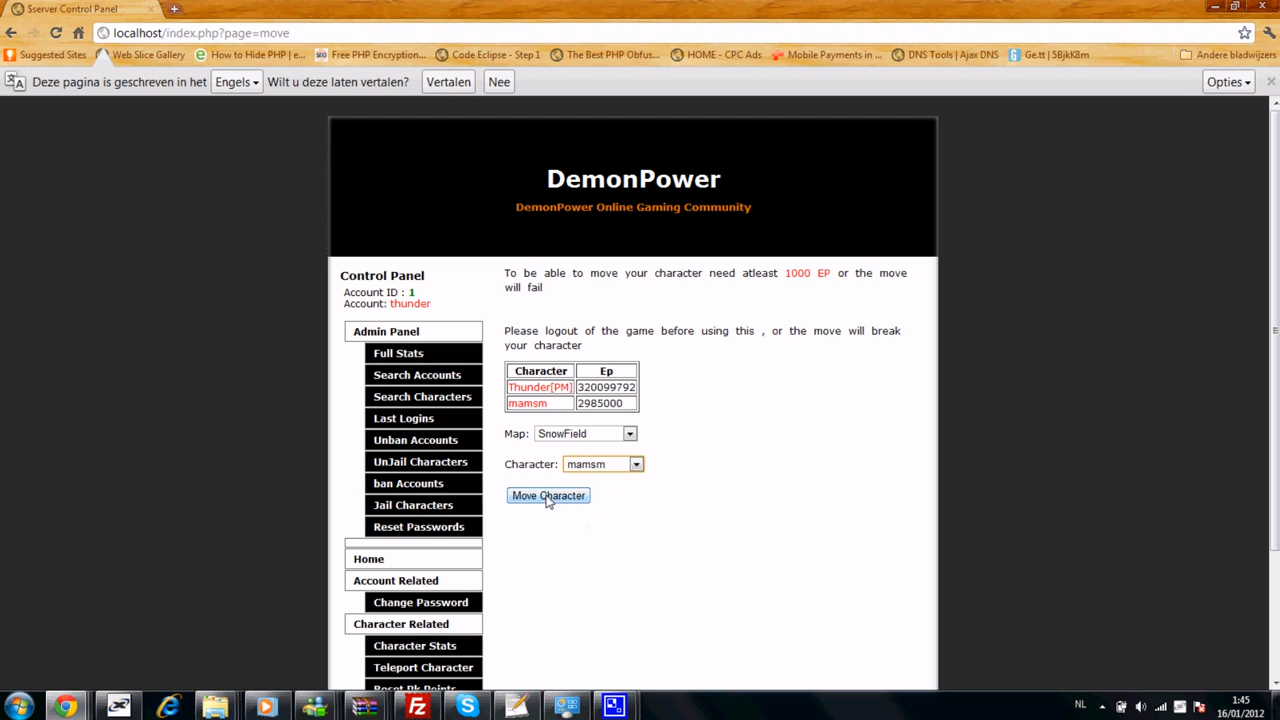 $server Control Panel
localhost/index.php?page=move
Suggested Sites
Web Slice Gallery
How to Hide PHP | e...
Free PHP Encryption...
Code Eclipse - Step 1
The Best PHP Obfus...
HOME - CPC Ads
Mobile Payments in ...
DNS Tools | Ajax DNS
Ge.tt | 5BjkK8m
Andere bladwijzers
Deze pagina is geschreven in het Engels Wilt u deze laten vertalen? Vertalen Nee Opties
DemonPower
DemonPower Online Gaming Community
Control Panel
Account ID : 1
Account: thunder
Admin Panel
Full Stats
Search Accounts
Search Characters
Last Logins
Unban Accounts
UnJail Characters
ban Accounts
Jail Characters
Reset Passwords
Home
Account Related
Change Password
Character Related
Character Stats
Teleport Character
Reset Pk Points
To be able to move your character need atleast 1000 EP or the move
will fail
Please logout of the game before using this , or the move will break
your character
Character Ep
Thunder[PM] 320099792
mamsm 2985000
Map: SnowField
Character: mamsm
Move Character
NL
1:45
16/01/2012